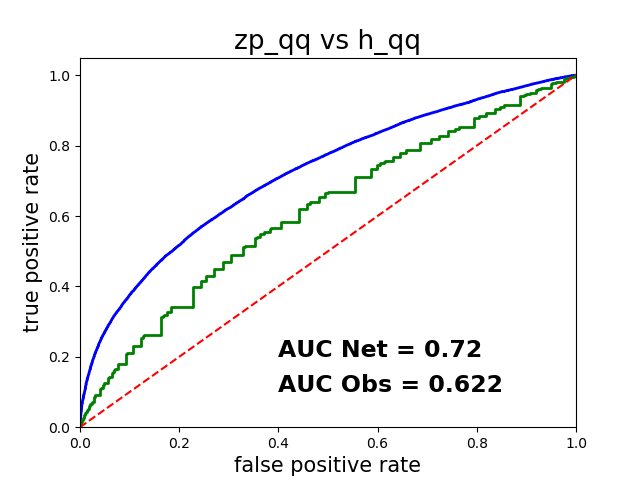 zp_qq vs h_qq
true positive rate
1.0
0.8
0.6
0.4
0.2
0.0
AUC Net = 0.72
AUC Obs = 0.622
0.0 0.2 0.4 0.6 0.8 1.0
false positive rate